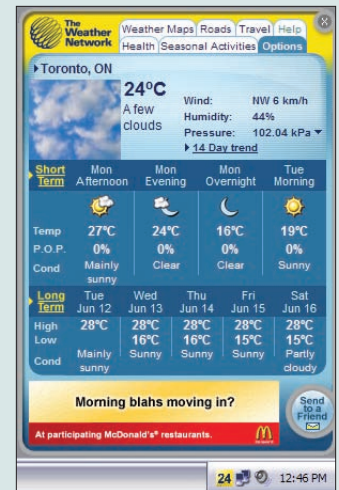 The Weather Network
Weather Maps Roads Travel Help
Health Seasonal Activities Options
Toronto, ON
24°C
A few clouds
Wind: NW 6 km/h
Humidity: 44%
Pressure: 102.04 kPa
14 Day trend
Short Term Mon Afternoon Mon Evening Mon Overnight Tue Morning
Temp 27°C 24°C 16°C 19°C
P.O.P. 0% 0% 0% 0%
Cond Mainly sunny Clear Clear Sunny
Long Term Tue Jun 12 Wed Jun 13 Thu Jun 14 Fri Jun 15 Sat Jun 16
High 28°C 28°C 28°C 28°C 28°C
Low 16°C 16°C 15°C 15°C
Cond Mainly sunny Sunny Sunny Sunny Partly cloudy
Morning blahs moving in?
At participating McDonald's® restaurants.
Send to a Friend
24 12:46 PM